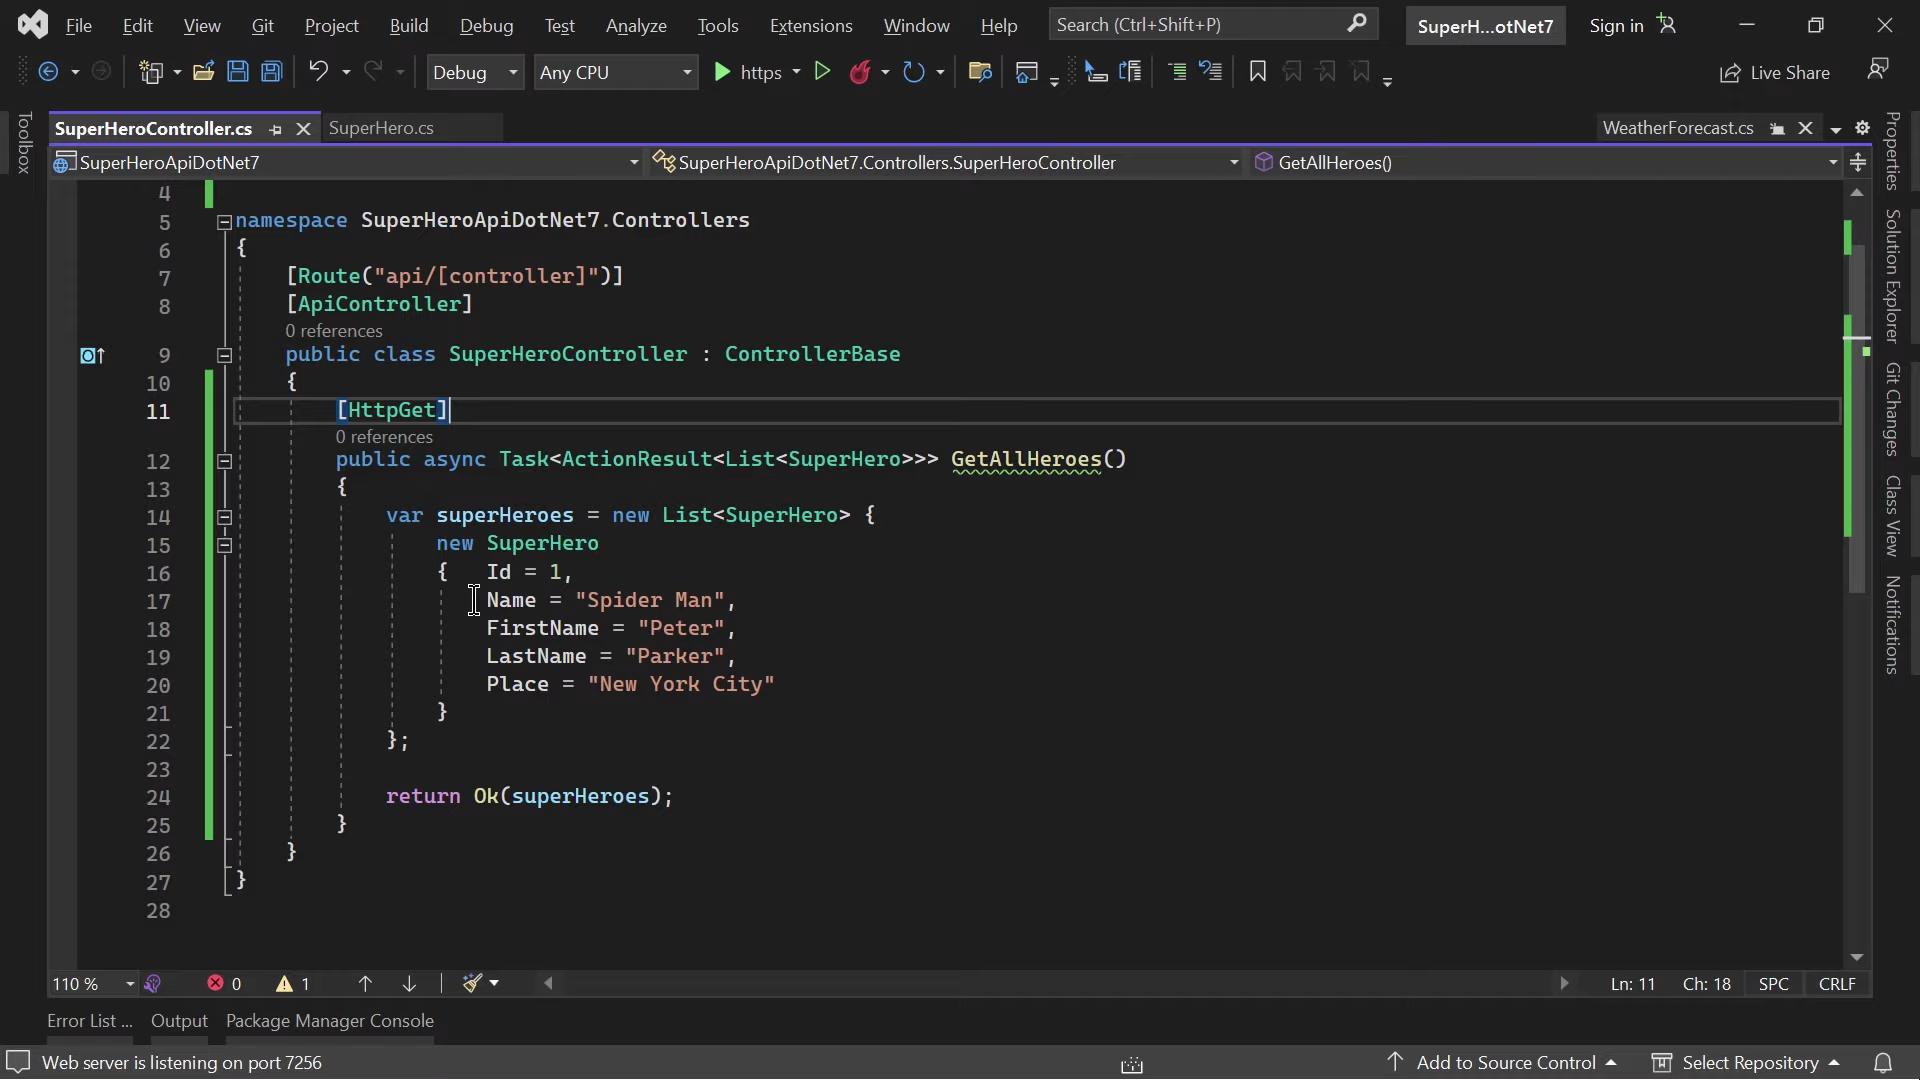 File Edit View Git Project Build Debug Test Analyze Tools Extensions Window Help Search (Ctrl+Shift+P) SuperH...otNet7 Sign in
Debug Any CPU https Live Share
Toolbox
SuperHeroController.cs SuperHero.cs WeatherForecast.cs
SuperHeroApiDotNet7 SuperHeroApiDotNet7.Controllers.SuperHeroController GetAllHeroes()
4
5 namespace SuperHeroApiDotNet7.Controllers
6 {
7 [Route("api/[controller]")]
8 [ApiController]
0 references
9 public class SuperHeroController : ControllerBase
10 {
11 [HttpGet]
0 references
12 public async Task<ActionResult<List<SuperHero>>> GetAllHeroes()
13 {
14 var superHeroes = new List<SuperHero> {
15 new SuperHero
16 { Id = 1,
17 Name = "Spider Man",
18 FirstName = "Peter",
19 LastName = "Parker",
20 Place = "New York City"
21 }
22 };
23
24 return Ok(superHeroes);
25 }
26 }
27 }
28
Properties
Solution Explorer
Git Changes
Class View
Notifications
110 % 0 1 Ln: 11 Ch: 18 SPC CRLF
Error List ... Output Package Manager Console
Web server is listening on port 7256 Add to Source Control Select Repository